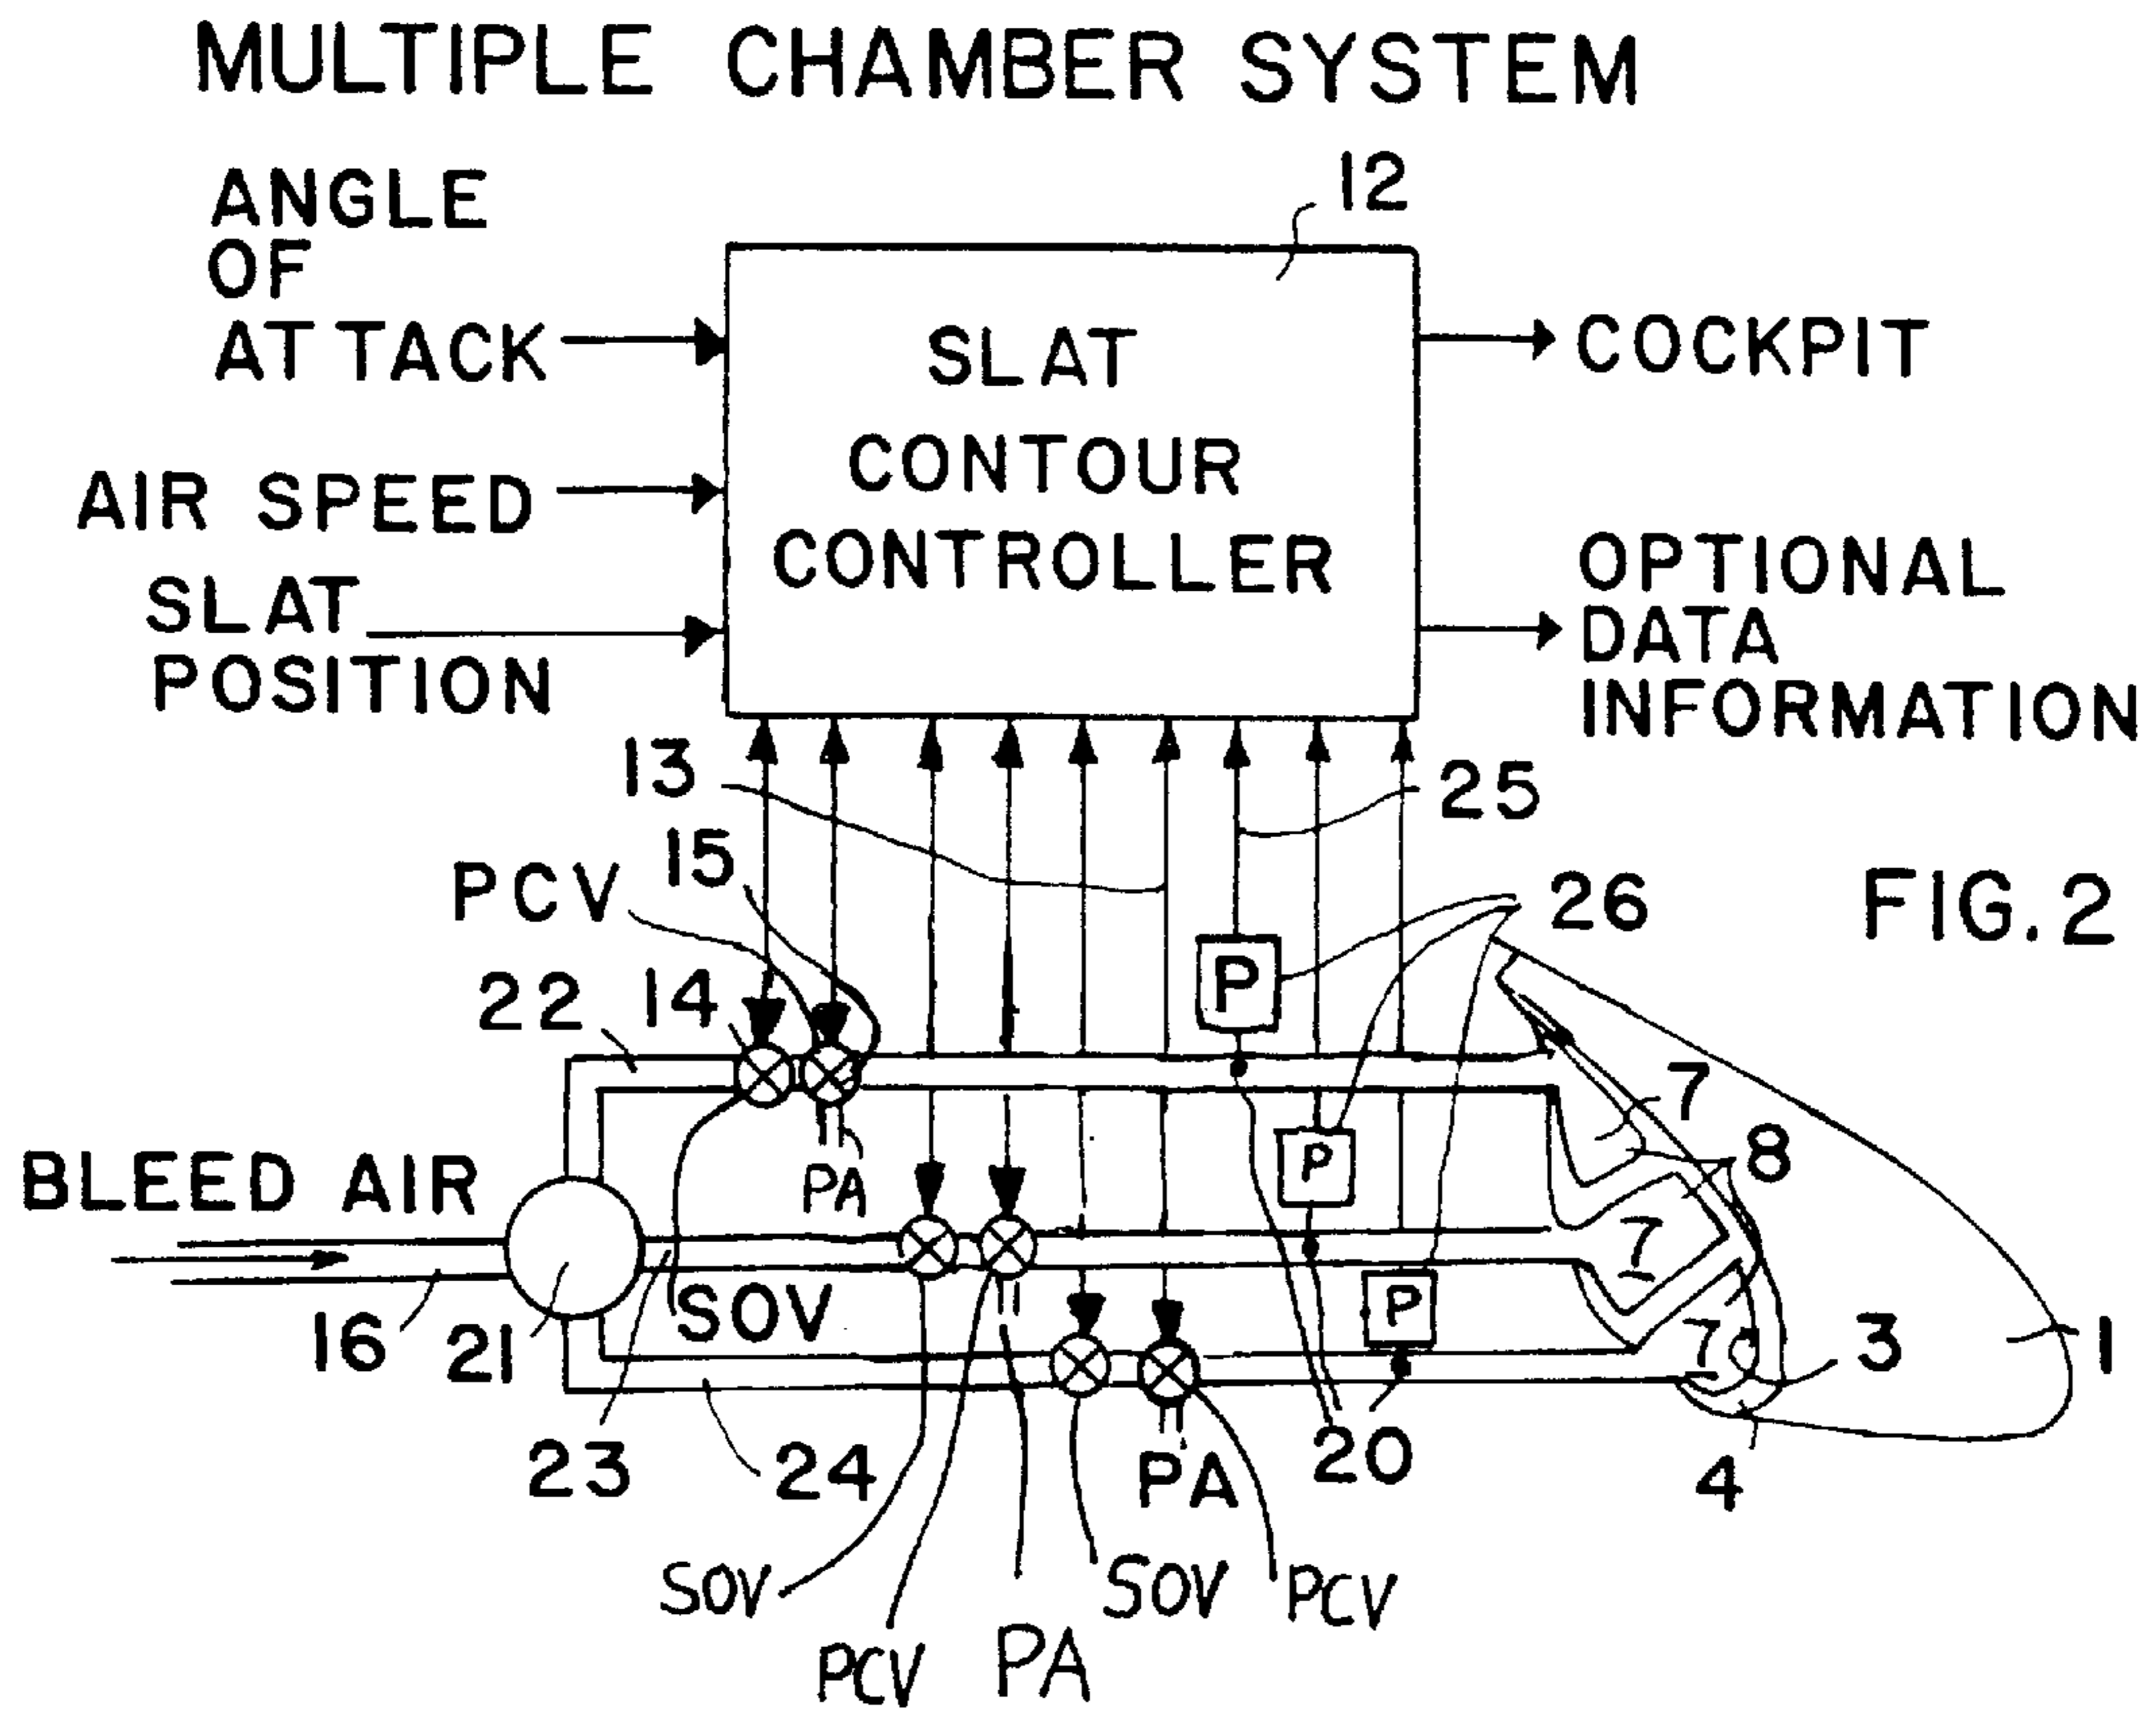 MULTIPLE CHAMBER SYSTEM
12
ANGLE
OF
ATTACK
COCKPIT
SLAT
CONTOUR
CONTROLLER
AIR SPEED
SLAT
POSITION
OPTIONAL
DATA
INFORMATION
13
25
15
PCV
26
FIG. 2
22
14
P
7
8
P
PA
BLEED AIR
7
P
SOV
16
21
7
3
1
23
24
PA
20
4
SOV
PCV
PA
SOV
PCV